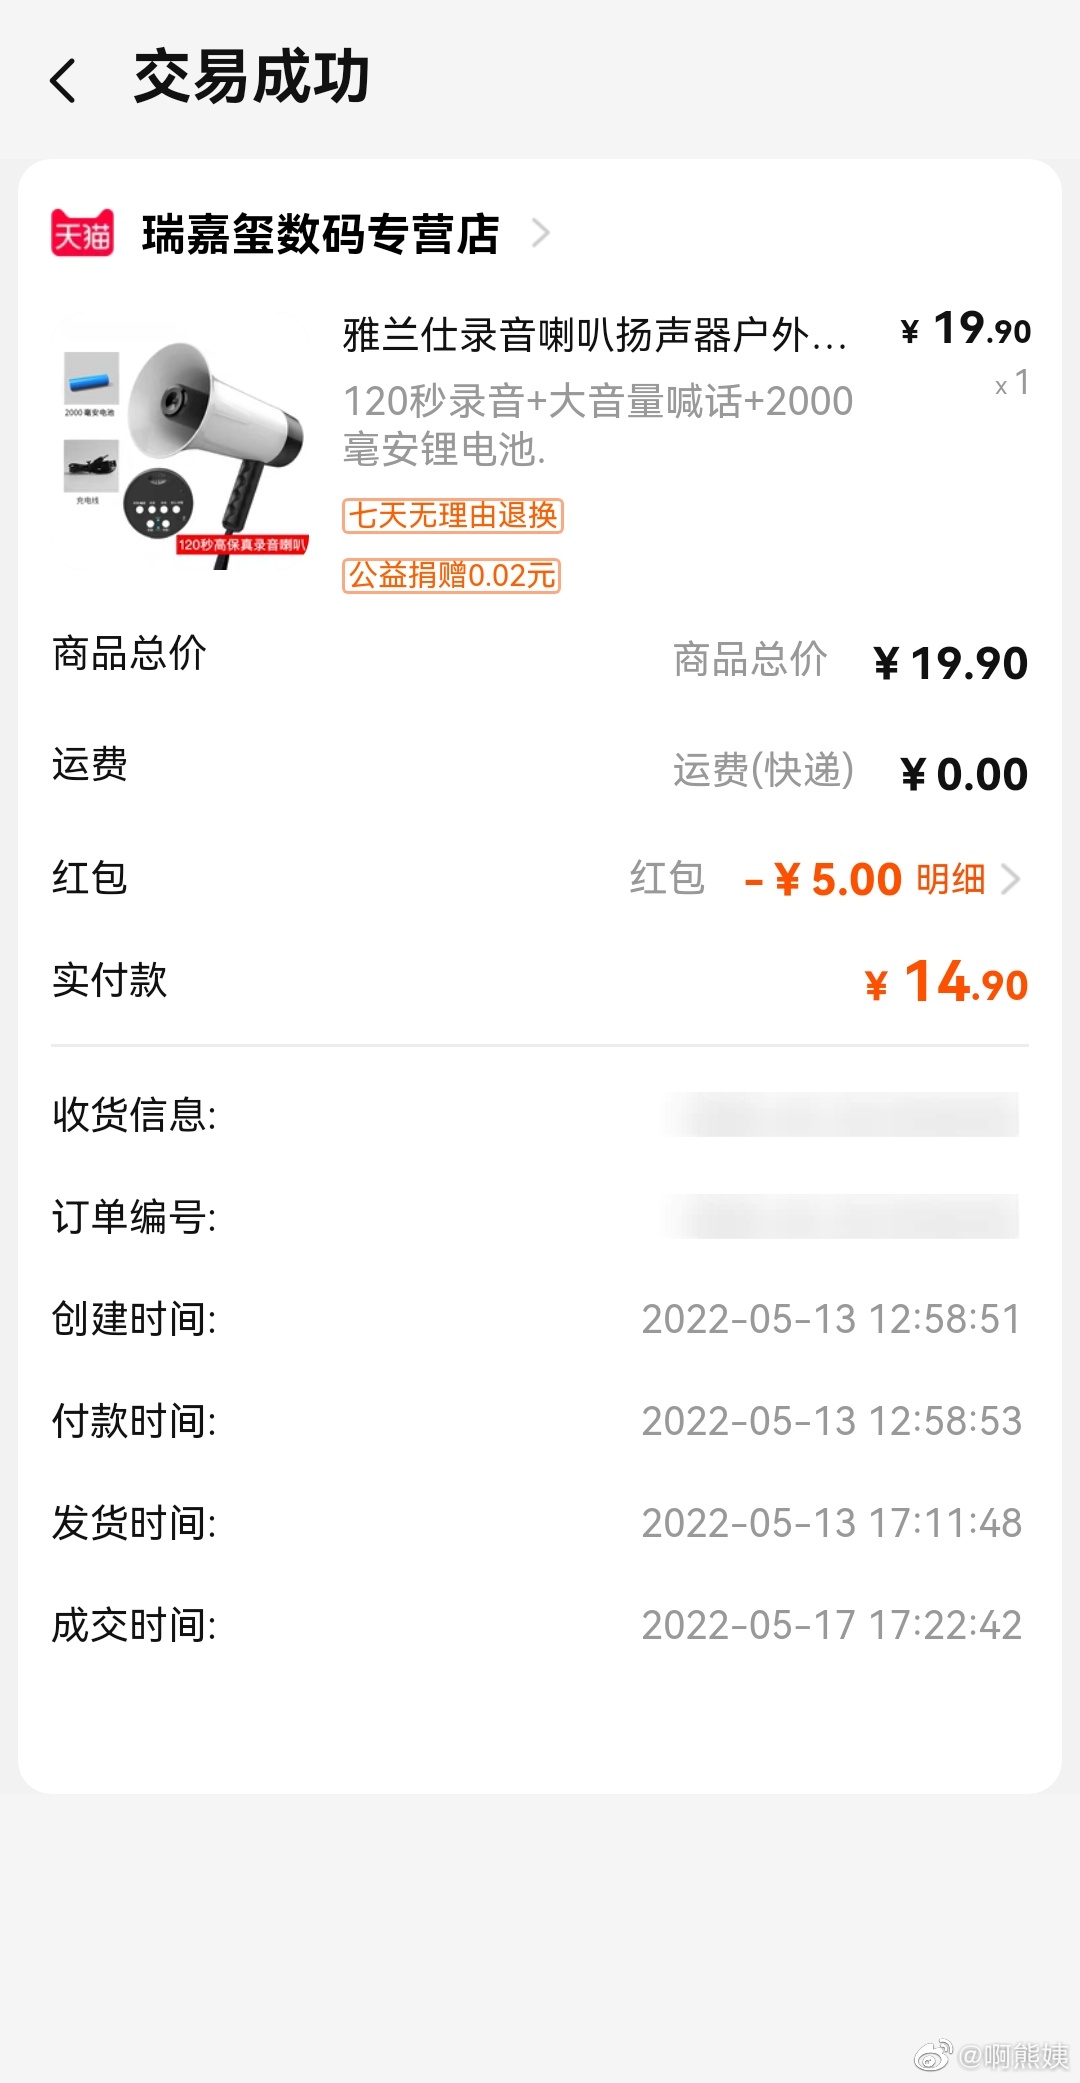 交易成功
天猫 瑞嘉玺数码专营店
雅兰仕录音喇叭扬声器户外... ¥ 19.90
x 1
120秒录音+大音量喊话+2000
毫安锂电池.
2000毫安电池
充电线
120秒高保真录音喇叭
七天无理由退换
公益捐赠0.02元
商品总价 商品总价 ¥ 19.90
运费 运费(快递) ¥ 0.00
红包 红包 - ¥ 5.00 明细
实付款 ¥ 14.90
收货信息:
订单编号:
创建时间: 2022-05-13 12:58:51
付款时间: 2022-05-13 12:58:53
发货时间: 2022-05-13 17:11:48
成交时间: 2022-05-17 17:22:42
@啊熊姨